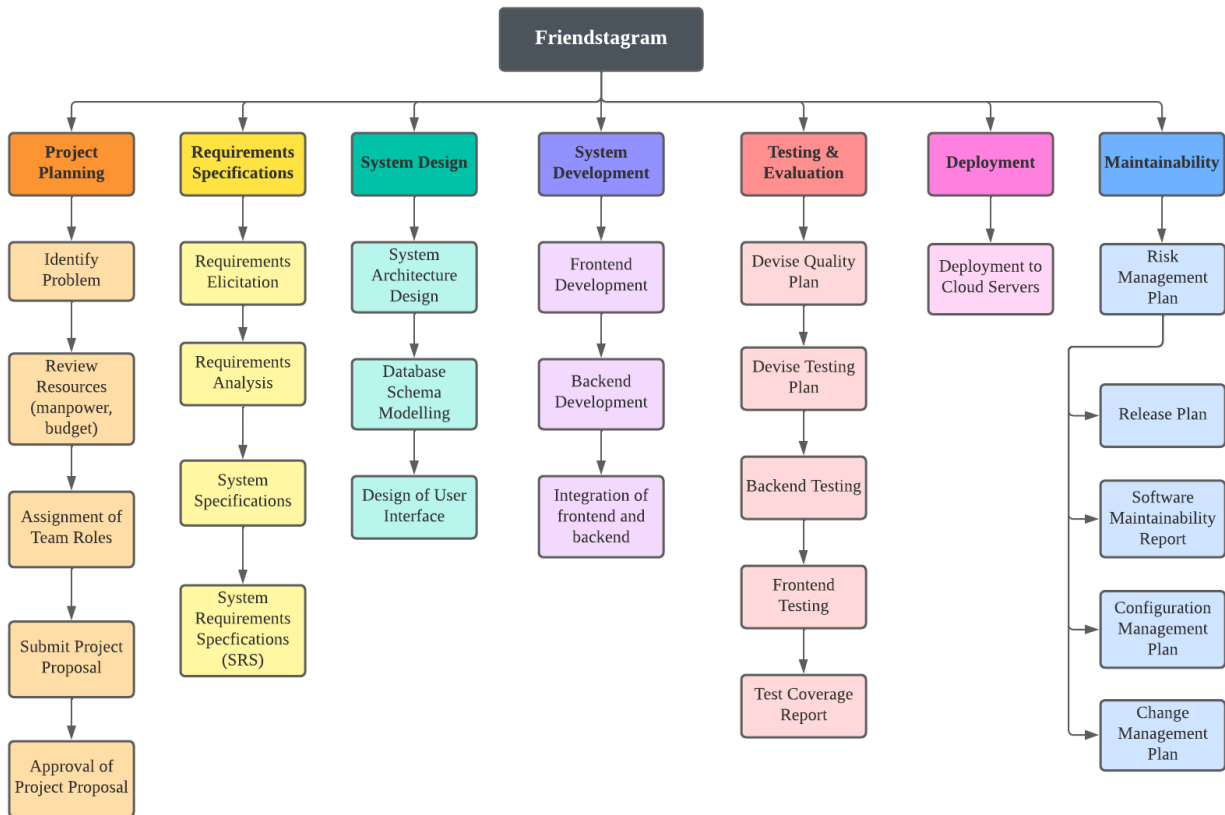 Friendstagram
Project
Planning
Requirements
Specifications
System Design
System
Development
Testing &
Evaluation
Deployment
Maintainability
Identify
Problem
Review
Resources
(manpower,
budget)
Assignment of
Team Roles
Submit Project
Proposal
Approval of
Project Proposal
Requirements
Elicitation
Requirements
Analysis
System
Specifications
System
Requirements
Specfications
(SRS)
System
Architecture
Design
Database
Schema
Modelling
Design of User
Interface
Frontend
Development
Backend
Development
Integration of
frontend and
backend
Devise Quality
Plan
Devise Testing
Plan
Backend Testing
Frontend
Testing
Test Coverage
Report
Deployment to
Cloud Servers
Risk
Management
Plan
Release Plan
Software
Maintainability
Report
Configuration
Management
Plan
Change
Management
Plan